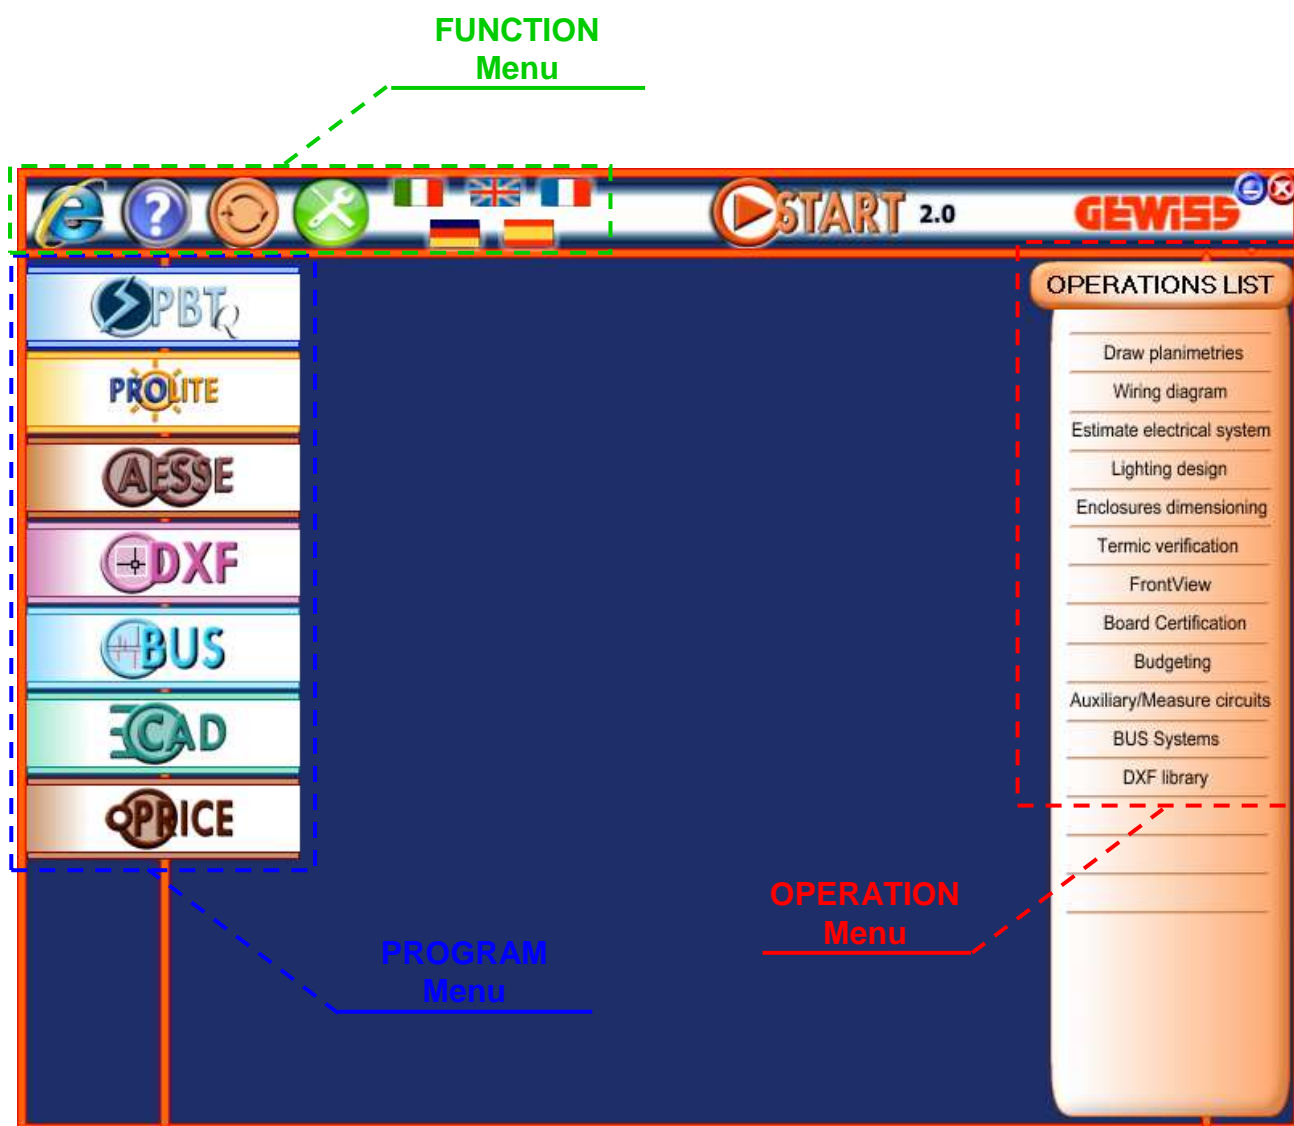 FUNCTION
Menu
START 2.0
GEWISS
PBTQ
PROLITE
AESSE
DXF
BUS
CAD
PRICE
OPERATIONS LIST
Draw planimetries
Wiring diagram
Estimate electrical system
Lighting design
Enclosures dimensioning
Termic verification
FrontView
Board Certification
Budgeting
Auxiliary/Measure circuits
BUS Systems
DXF library
OPERATION
Menu
PROGRAM
Menu